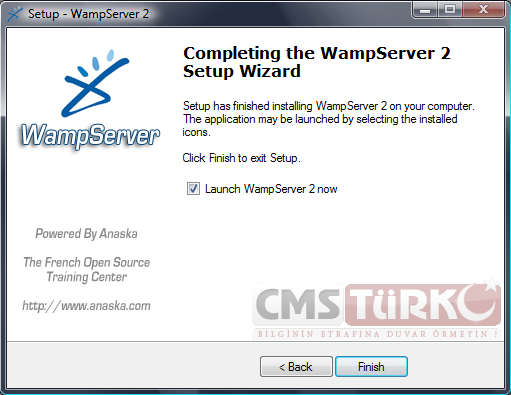 Setup - WampServer 2
Completing the WampServer 2
Setup Wizard
Setup has finished installing WampServer 2 on your computer.
The application may be launched by selecting the installed
icons.
Click Finish to exit Setup.
Launch WampServer 2 now
WampServer
Powered By Anaska
The French Open Source
Training Center
http://www.anaska.com
CMS TÜRK
BİLGİNİN ETRAFINA DUVAR ÖRMEYİN !
< Back
Finish